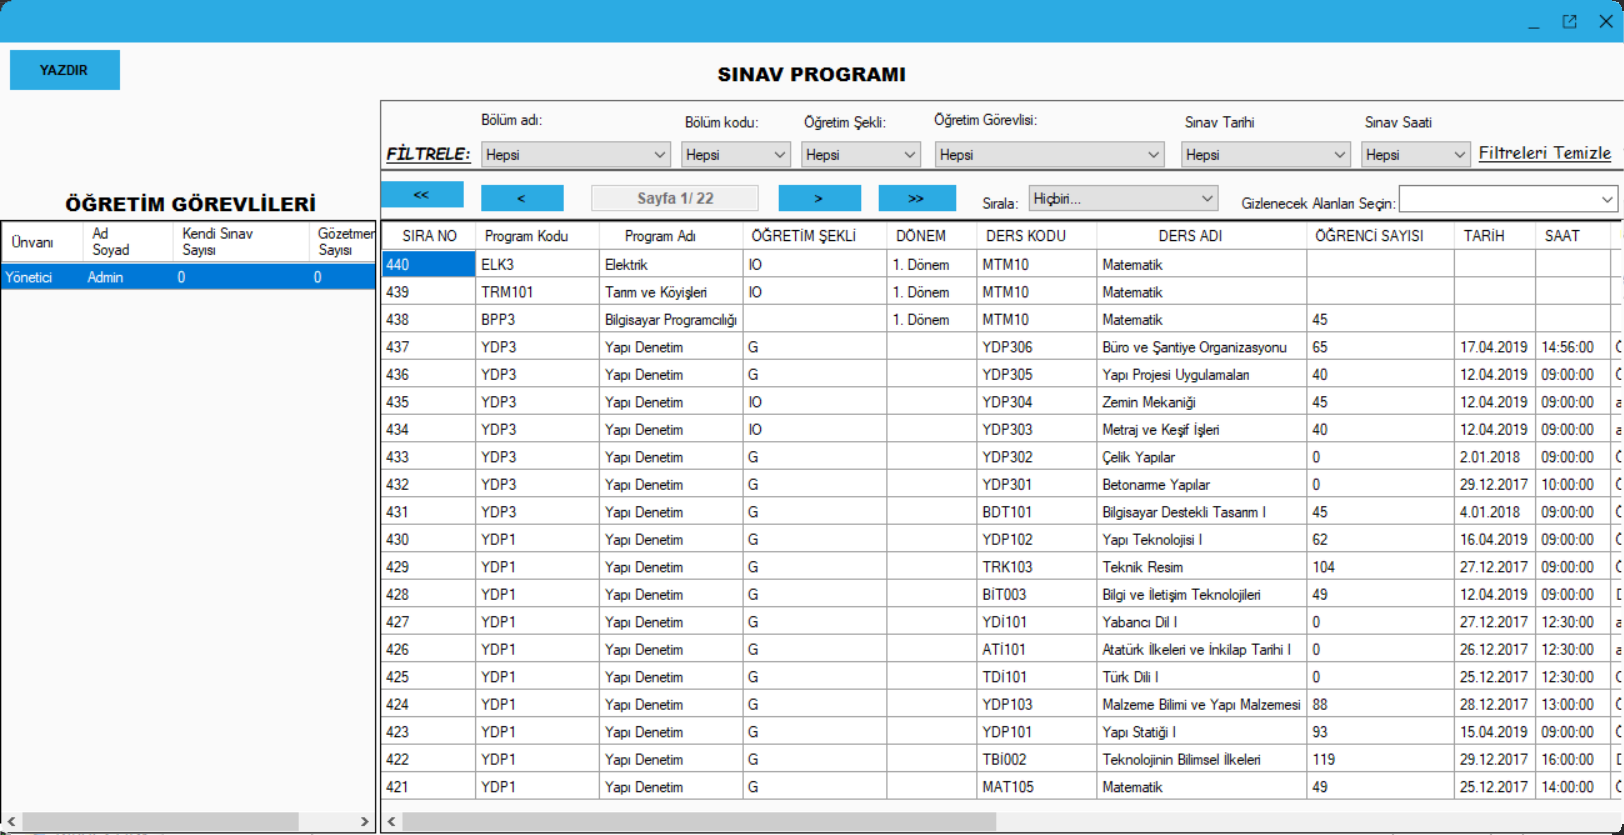 YAZDIR
SINAV PROGRAMI
Bölüm adı: Bölüm kodu: Öğretim Şekli: Öğretim Görevlisi: Sınav Tarihi Sınav Saati
FİLTRELE: Hepsi Hepsi Hepsi Hepsi Hepsi Hepsi Filtreleri Temizle
<< < Sayfa 1/ 22 > >> Sırala: Hiçbiri... Gizlenecek Alanları Seçin:
ÖĞRETİM GÖREVLİLERİ
Ünvanı Ad Soyad Kendi Sınav Sayısı Gözetmen Sayısı
Yönetici Admin 0 0
SIRA NO Program Kodu Program Adı ÖĞRETİM ŞEKLİ DÖNEM DERS KODU DERS ADI ÖĞRENCİ SAYISI TARİH SAAT
440 ELK3 Elektrik IO 1. Dönem MTM10 Matematik
439 TRM101 Tarım ve Köyişleri IO 1. Dönem MTM10 Matematik
438 BPP3 Bilgisayar Programcılığı 1. Dönem MTM10 Matematik 45
437 YDP3 Yapı Denetim G YDP306 Büro ve Şantiye Organizasyonu 65 17.04.2019 14:56:00
436 YDP3 Yapı Denetim G YDP305 Yapı Projesi Uygulamaları 40 12.04.2019 09:00:00
435 YDP3 Yapı Denetim IO YDP304 Zemin Mekaniği 45 12.04.2019 09:00:00
434 YDP3 Yapı Denetim IO YDP303 Metraj ve Keşif İşleri 40 12.04.2019 09:00:00
433 YDP3 Yapı Denetim G YDP302 Çelik Yapılar 0 2.01.2018 09:00:00
432 YDP3 Yapı Denetim G YDP301 Betonarme Yapılar 0 29.12.2017 10:00:00
431 YDP3 Yapı Denetim G BDT101 Bilgisayar Destekli Tasarım I 45 4.01.2018 09:00:00
430 YDP1 Yapı Denetim G YDP102 Yapı Teknolojisi I 62 16.04.2019 09:00:00
429 YDP1 Yapı Denetim G TRK103 Teknik Resim 104 27.12.2017 09:00:00
428 YDP1 Yapı Denetim G BİT003 Bilgi ve İletişim Teknolojileri 49 12.04.2019 09:00:00
427 YDP1 Yapı Denetim G YDİ101 Yabancı Dil I 0 27.12.2017 12:30:00
426 YDP1 Yapı Denetim G ATİ101 Atatürk İlkeleri ve İnkilap Tarihi I 0 26.12.2017 12:30:00
425 YDP1 Yapı Denetim G TDİ101 Türk Dili I 0 25.12.2017 12:30:00
424 YDP1 Yapı Denetim G YDP103 Malzeme Bilimi ve Yapı Malzemesi 88 28.12.2017 13:00:00
423 YDP1 Yapı Denetim G YDP101 Yapı Statiği I 93 15.04.2019 09:00:00
422 YDP1 Yapı Denetim G TBİ002 Teknolojinin Bilimsel İlkeleri 119 29.12.2017 16:00:00
421 YDP1 Yapı Denetim G MAT105 Matematik 49 25.12.2017 14:00:00